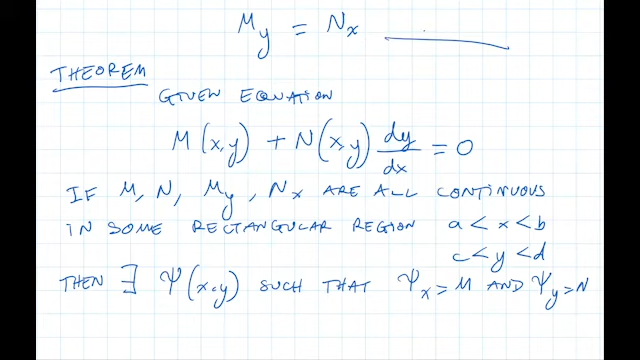 M_y = N_x
THEOREM
GIVEN EQUATION
M(x,y) + N(x,y) dy/dx = 0
IF M, N, M_y, N_x ARE ALL CONTINUOUS
IN SOME RECTANGULAR REGION a < x < b
c < y < d
THEN ∃ Ψ(x,y) SUCH THAT Ψ_x = M AND Ψ_y = N